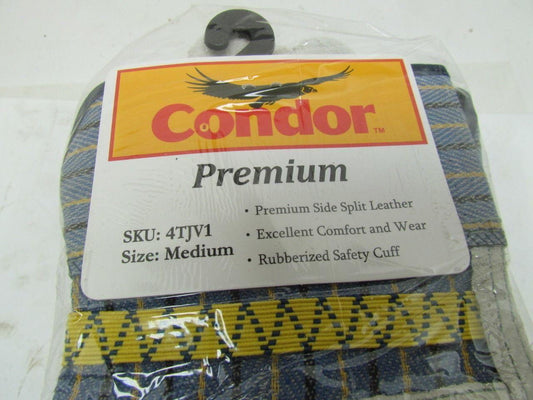 Condor™
Premium
SKU: 4TJV1
Size: Medium
• Premium Side Split Leather
• Excellent Comfort and Wear
• Rubberized Safety Cuff